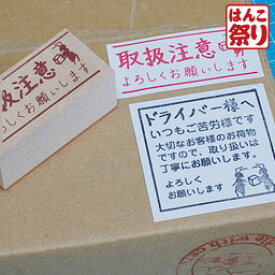 はんこ
祭り
取扱注意
よろしくお願いします
取扱注意
よろしくお願いします
ドライバー様へ
いつもご苦労様です
大切なお客様のお荷物
ですので、取り扱いは
丁寧にお願いします。
よろしく
お願いします